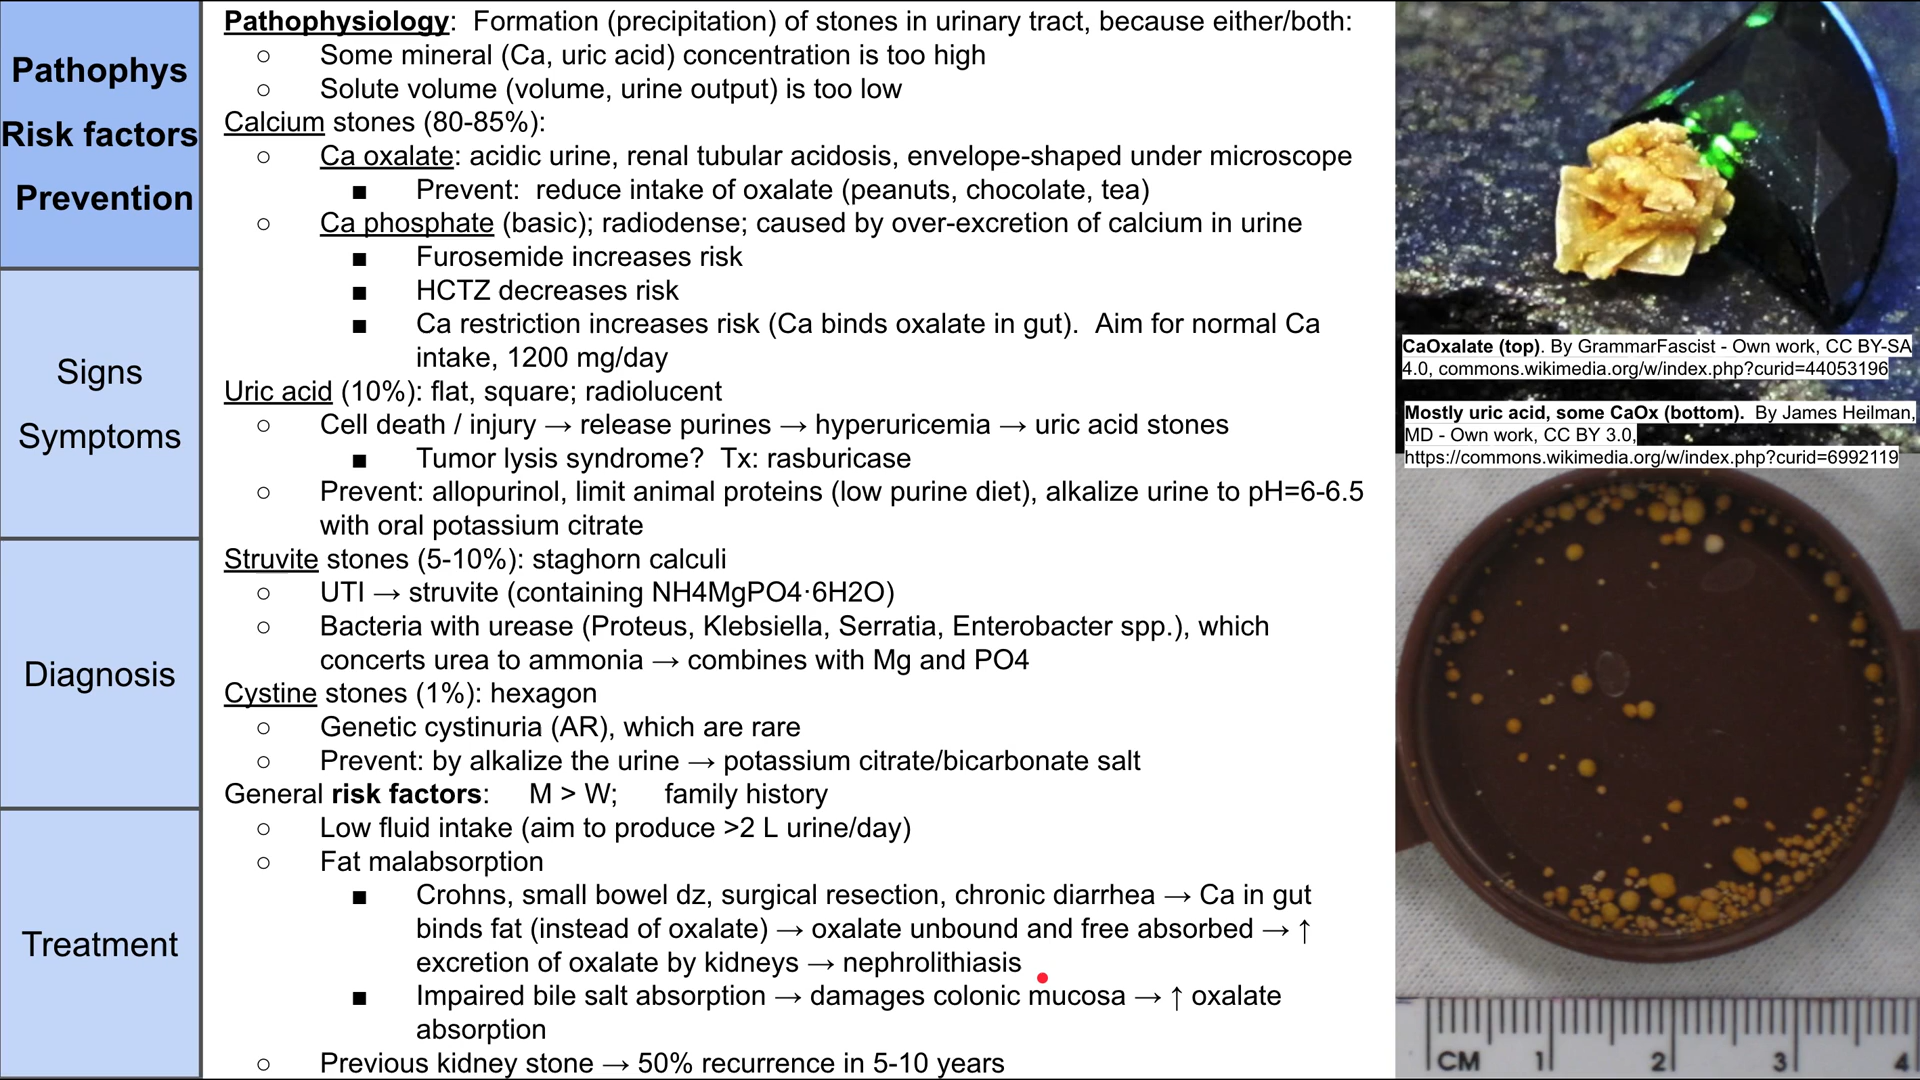 Pathophys
Risk factors
Prevention
Signs
Symptoms
Diagnosis
Treatment
Pathophysiology: Formation (precipitation) of stones in urinary tract, because either/both:
○ Some mineral (Ca, uric acid) concentration is too high
○ Solute volume (volume, urine output) is too low
Calcium stones (80-85%):
○ Ca oxalate: acidic urine, renal tubular acidosis, envelope-shaped under microscope
■ Prevent: reduce intake of oxalate (peanuts, chocolate, tea)
○ Ca phosphate (basic); radiodense; caused by over-excretion of calcium in urine
■ Furosemide increases risk
■ HCTZ decreases risk
■ Ca restriction increases risk (Ca binds oxalate in gut). Aim for normal Ca
intake, 1200 mg/day
Uric acid (10%): flat, square; radiolucent
○ Cell death / injury → release purines → hyperuricemia → uric acid stones
■ Tumor lysis syndrome? Tx: rasburicase
○ Prevent: allopurinol, limit animal proteins (low purine diet), alkalize urine to pH=6-6.5
with oral potassium citrate
Struvite stones (5-10%): staghorn calculi
○ UTI → struvite (containing NH4MgPO4·6H2O)
○ Bacteria with urease (Proteus, Klebsiella, Serratia, Enterobacter spp.), which
concerts urea to ammonia → combines with Mg and PO4
Cystine stones (1%): hexagon
○ Genetic cystinuria (AR), which are rare
○ Prevent: by alkalize the urine → potassium citrate/bicarbonate salt
General risk factors: M > W; family history
○ Low fluid intake (aim to produce >2 L urine/day)
○ Fat malabsorption
■ Crohns, small bowel dz, surgical resection, chronic diarrhea → Ca in gut
binds fat (instead of oxalate) → oxalate unbound and free absorbed → ↑
excretion of oxalate by kidneys → nephrolithiasis
■ Impaired bile salt absorption → damages colonic mucosa → ↑ oxalate
absorption
○ Previous kidney stone → 50% recurrence in 5-10 years
CaOxalate (top). By GrammarFascist - Own work, CC BY-SA
4.0, commons.wikimedia.org/w/index.php?curid=44053196
Mostly uric acid, some CaOx (bottom). By James Heilman,
MD - Own work, CC BY 3.0,
https://commons.wikimedia.org/w/index.php?curid=6992119
CM 1 2 3 4